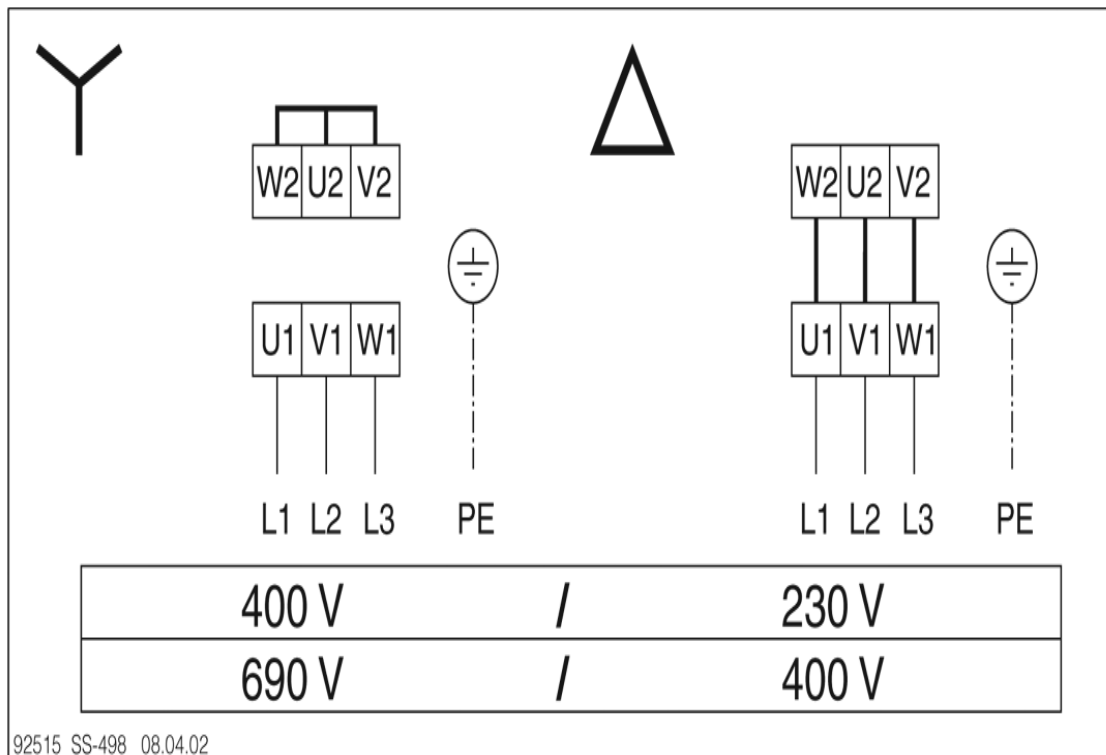 W2 U2 V2 W2 U2 V2
U1 V1 W1 U1 V1 W1
L1 L2 L3 PE L1 L2 L3 PE
400 V / 230 V
690 V / 400 V
92515 SS-498 08.04.02